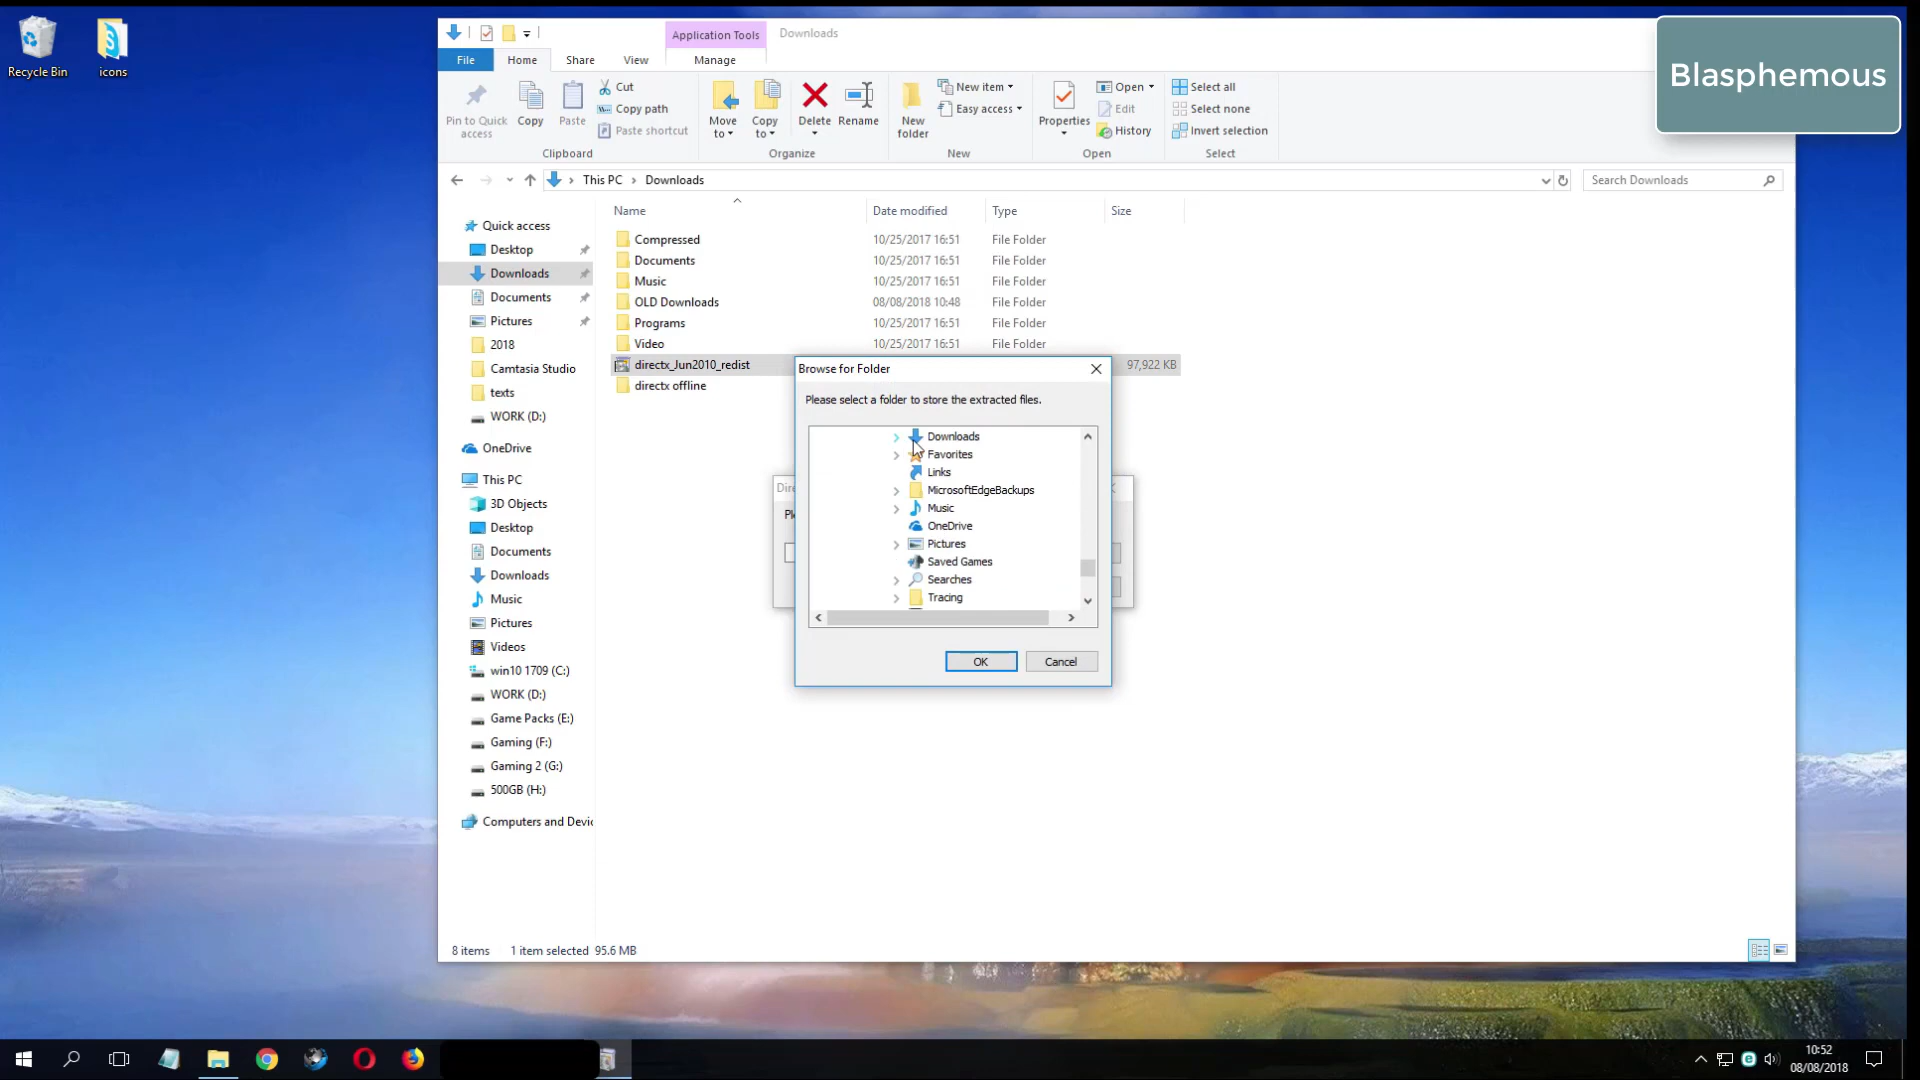 Recycle Bin
icons
Application Tools
Downloads
File
Home
Share
View
Manage
Pin to Quick access
Copy
Paste
Cut
Copy path
Paste shortcut
Clipboard
Move to
Copy to
Delete
Rename
Organize
New folder
New item
Easy access
New
Properties
Open
Edit
History
Open
Select all
Select none
Invert selection
Select
Blasphemous
This PC
Downloads
Search Downloads
Name
Date modified
Type
Size
Compressed 10/25/2017 16:51 File Folder
Documents 10/25/2017 16:51 File Folder
Music 10/25/2017 16:51 File Folder
OLD Downloads 08/08/2018 10:48 File Folder
Programs 10/25/2017 16:51 File Folder
Video 10/25/2017 16:51 File Folder
directx_Jun2010_redist 97,922 KB
directx offline
Quick access
Desktop
Downloads
Documents
Pictures
2018
Camtasia Studio
texts
WORK (D:)
OneDrive
This PC
3D Objects
Desktop
Documents
Downloads
Music
Pictures
Videos
win10 1709 (C:)
WORK (D:)
Game Packs (E:)
Gaming (F:)
Gaming 2 (G:)
500GB (H:)
Computers and Devic
Browse for Folder
Please select a folder to store the extracted files.
Downloads
Favorites
Links
MicrosoftEdgeBackups
Music
OneDrive
Pictures
Saved Games
Searches
Tracing
OK
Cancel
8 items 1 item selected 95.6 MB
10:52
08/08/2018